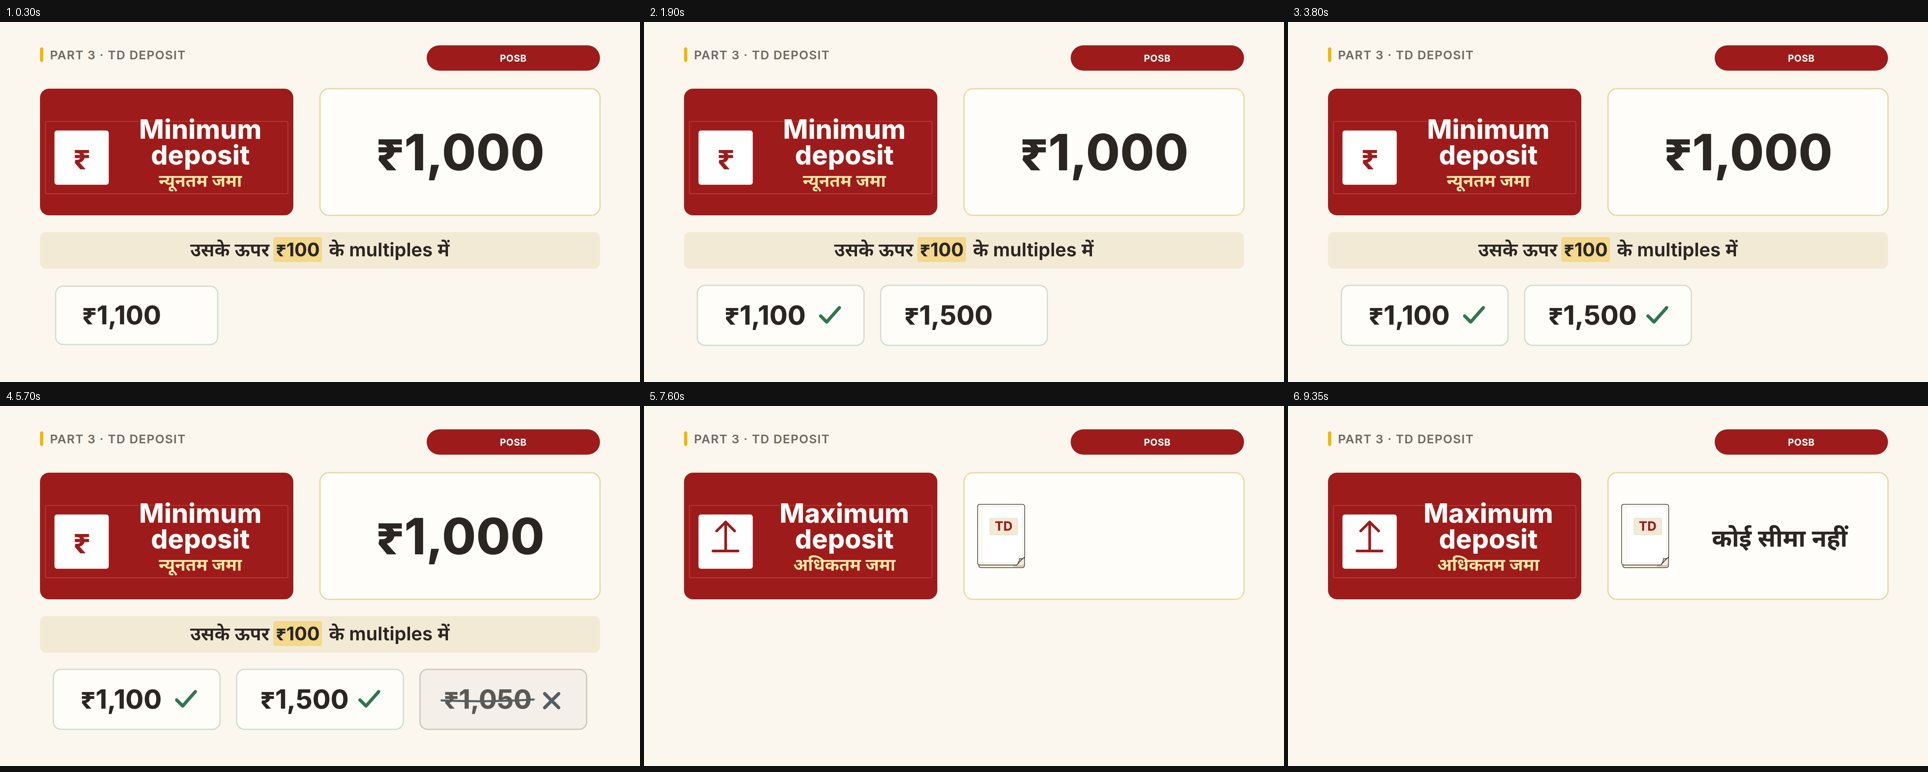 1. 0.30s
PART 3 · TD DEPOSIT
POSB
₹
Minimum
deposit
न्यूनतम जमा
₹1,000
उसके ऊपर ₹100 के multiples में
₹1,100
2. 1.90s
PART 3 · TD DEPOSIT
POSB
₹
Minimum
deposit
न्यूनतम जमा
₹1,000
उसके ऊपर ₹100 के multiples में
₹1,100 ✓
₹1,500
3. 3.80s
PART 3 · TD DEPOSIT
POSB
₹
Minimum
deposit
न्यूनतम जमा
₹1,000
उसके ऊपर ₹100 के multiples में
₹1,100 ✓
₹1,500 ✓
4. 5.70s
PART 3 · TD DEPOSIT
POSB
₹
Minimum
deposit
न्यूनतम जमा
₹1,000
उसके ऊपर ₹100 के multiples में
₹1,100 ✓
₹1,500 ✓
₹1,050 ✕
5. 7.60s
PART 3 · TD DEPOSIT
POSB
Maximum
deposit
अधिकतम जमा
TD
6. 9.35s
PART 3 · TD DEPOSIT
POSB
Maximum
deposit
अधिकतम जमा
TD
कोई सीमा नहीं